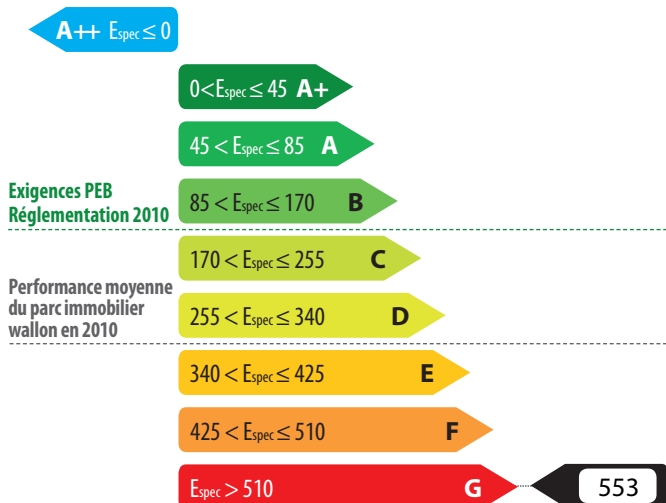 A++ Espec ≤ 0
0<Espec ≤ 45 A+
45 < Espec ≤ 85 A
Exigences PEB
Réglementation 2010
85 < Espec ≤ 170 B
170 < Espec ≤ 255 C
Performance moyenne
du parc immobilier
wallon en 2010
255 < Espec ≤ 340 D
340 < Espec ≤ 425 E
425 < Espec ≤ 510 F
Espec > 510 G
553